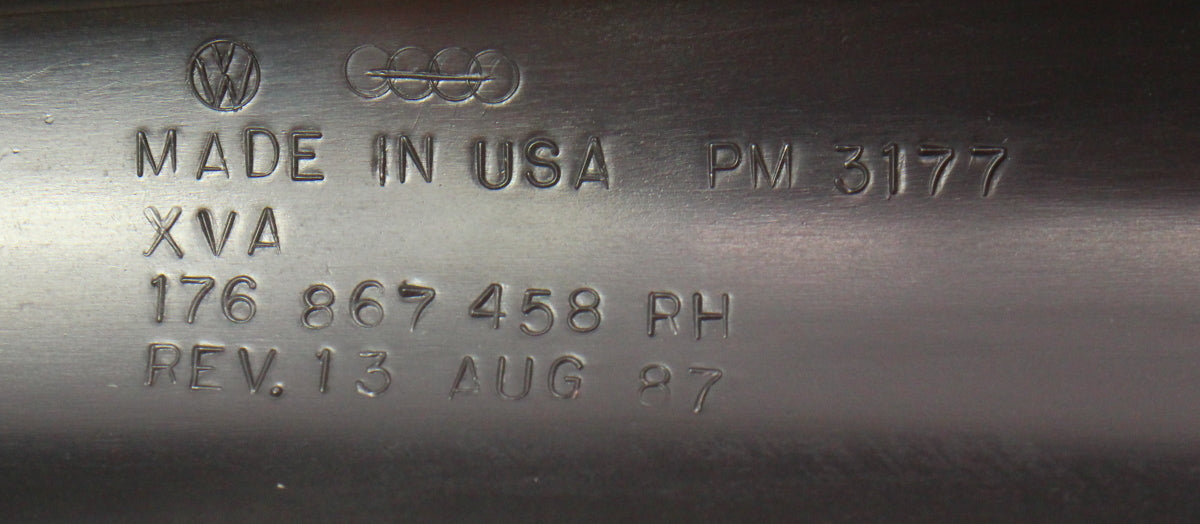 MADE IN USA PM 3177
XVA
176 867 458 RH
REV. 13 AUG 87